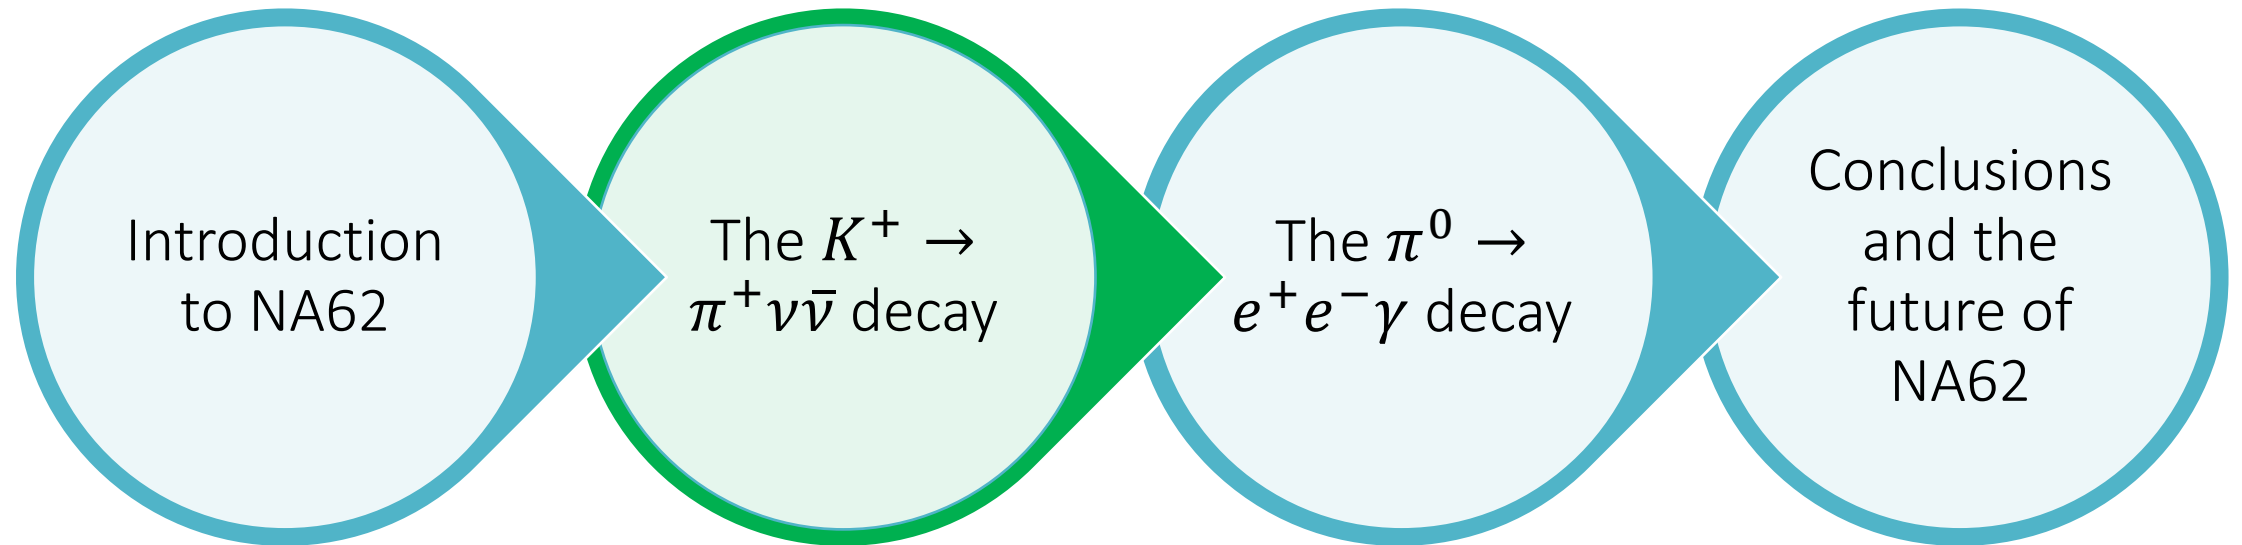 Introduction
to NA62
The K⁺ →
π⁺νν̄ decay
The π⁰ →
e⁺e⁻γ decay
Conclusions
and the
future of
NA62